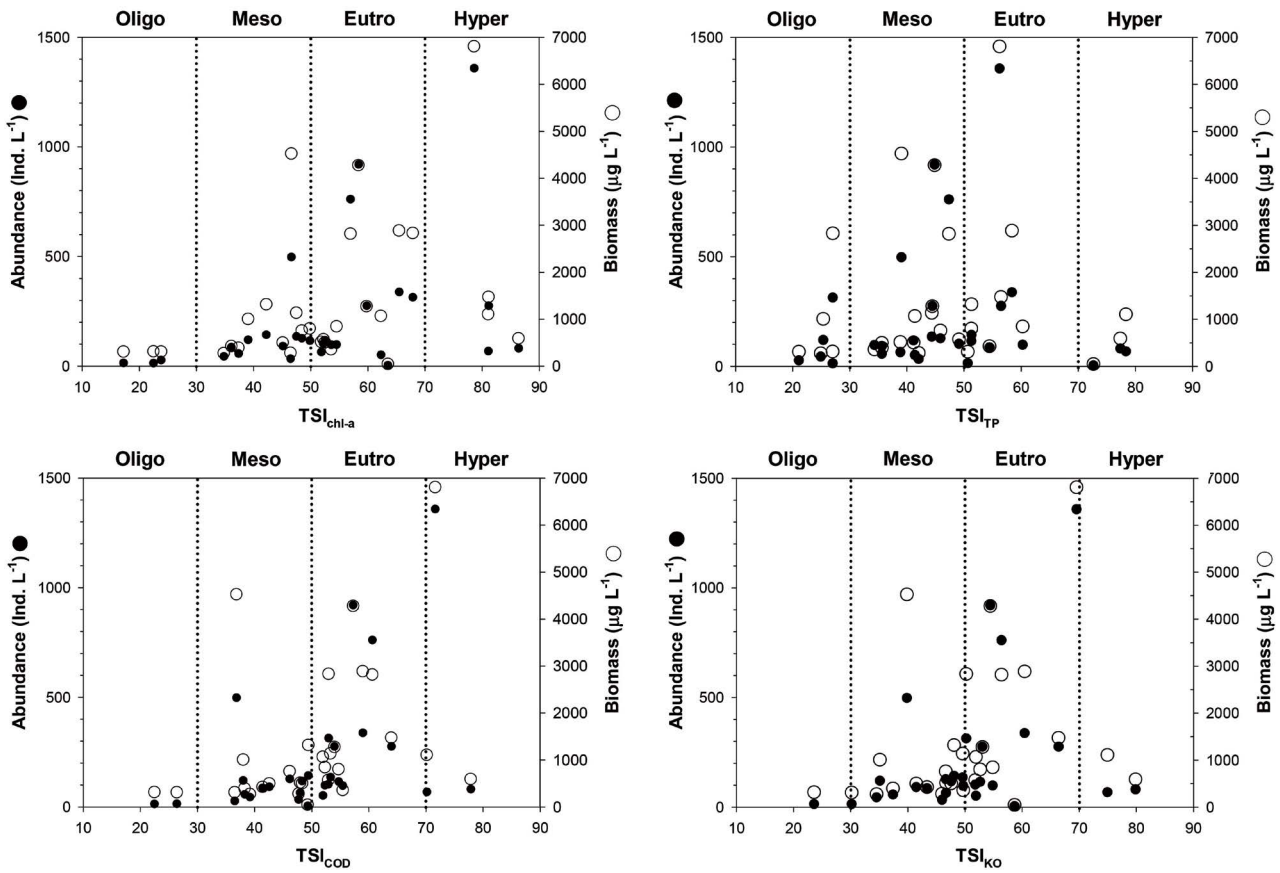 Oligo Meso Eutro Hyper
1500 7000
6000
1000 5000
4000
3000
500 2000
1000
0 0
10 20 30 40 50 60 70 80 90
Abundance (Ind. L-1)
Biomass (µg L-1)
TSIchl-a
Oligo Meso Eutro Hyper
1500 7000
6000
1000 5000
4000
3000
500 2000
1000
0 0
10 20 30 40 50 60 70 80 90
Abundance (Ind. L-1)
Biomass (µg L-1)
TSITP
Oligo Meso Eutro Hyper
1500 7000
6000
1000 5000
4000
3000
500 2000
1000
0 0
10 20 30 40 50 60 70 80 90
Abundance (Ind. L-1)
Biomass (µg L-1)
TSICOD
Oligo Meso Eutro Hyper
1500 7000
6000
1000 5000
4000
3000
500 2000
1000
0 0
10 20 30 40 50 60 70 80 90
Abundance (Ind. L-1)
Biomass (µg L-1)
TSIKO